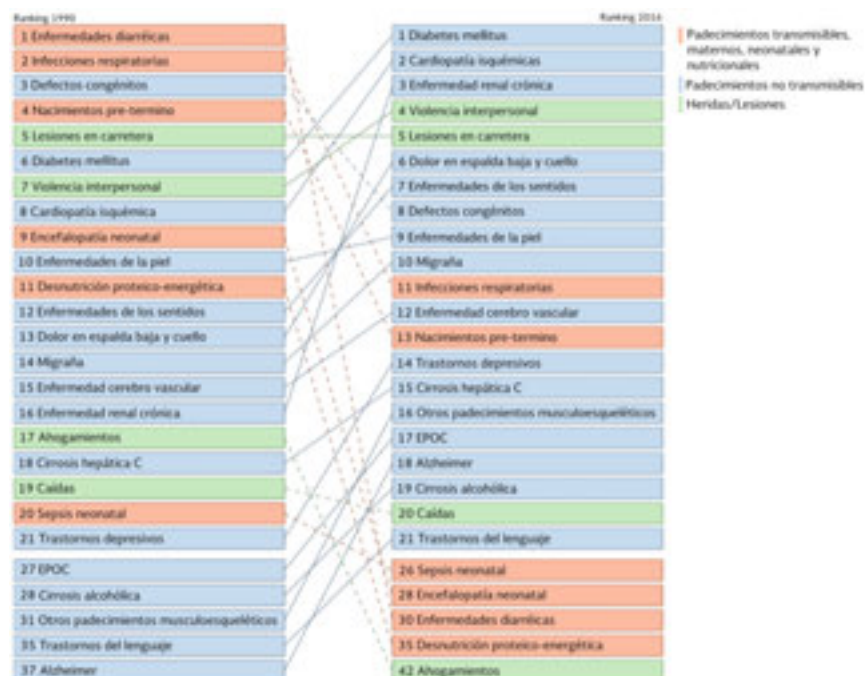 Ranking 1990
1 Enfermedades diarréicas
2 Infecciones respiratorias
3 Defectos congénitos
4 Nacimientos pre-termino
5 Lesiones en carretera
6 Diabetes mellitus
7 Violencia interpersonal
8 Cardiopatía isquémica
9 Encefalopatía neonatal
10 Enfermedades de la piel
11 Desnutrición proteico-energética
12 Enfermedades de los sentidos
13 Dolor en espalda baja y cuello
14 Migraña
15 Enfermedad cerebro vascular
16 Enfermedad renal crónica
17 Ahogamientos
18 Cirrosis hepática C
19 Caídas
20 Sepsis neonatal
21 Trastornos depresivos
27 EPOC
28 Cirrosis alcohólica
31 Otros padecimientos musculoesqueléticos
35 Trastornos del lenguaje
37 Alzheimer
Ranking 2016
1 Diabetes mellitus
2 Cardiopatía isquémicas
3 Enfermedad renal crónica
4 Violencia interpersonal
5 Lesiones en carretera
6 Dolor en espalda baja y cuello
7 Enfermedades de los sentidos
8 Defectos congénitos
9 Enfermedades de la piel
10 Migraña
11 Infecciones respiratorias
12 Enfermedad cerebro vascular
13 Nacimientos pre-termino
14 Trastornos depresivos
15 Cirrosis hepática C
16 Otros padecimientos musculoesqueléticos
17 EPOC
18 Alzheimer
19 Cirrosis alcohólica
20 Caídas
21 Trastornos del lenguaje
26 Sepsis neonatal
28 Encefalopatía neonatal
30 Enfermedades diarréicas
35 Desnutrición proteico-energética
42 Ahogamientos
Padecimientos transmisibles,
maternos, neonatales y
nutricionales
Padecimientos no transmisibles
Heridas/Lesiones